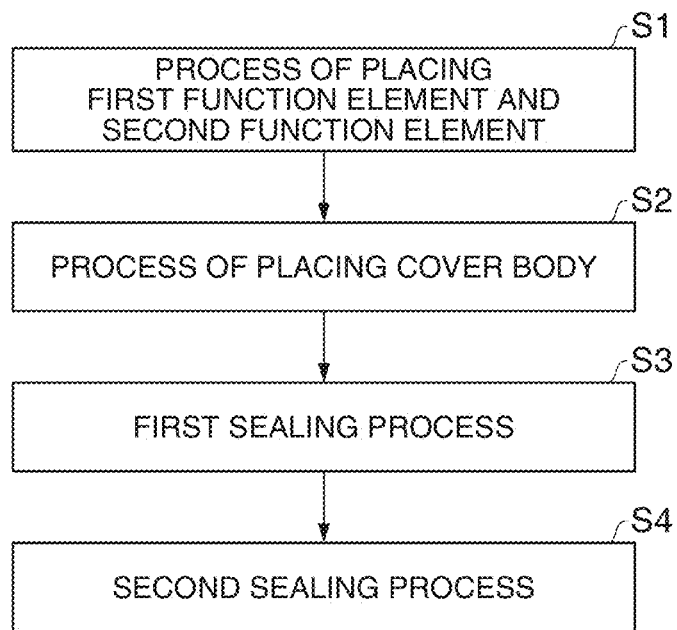 S1
PROCESS OF PLACING
FIRST FUNCTION ELEMENT AND
SECOND FUNCTION ELEMENT
S2
PROCESS OF PLACING COVER BODY
S3
FIRST SEALING PROCESS
S4
SECOND SEALING PROCESS